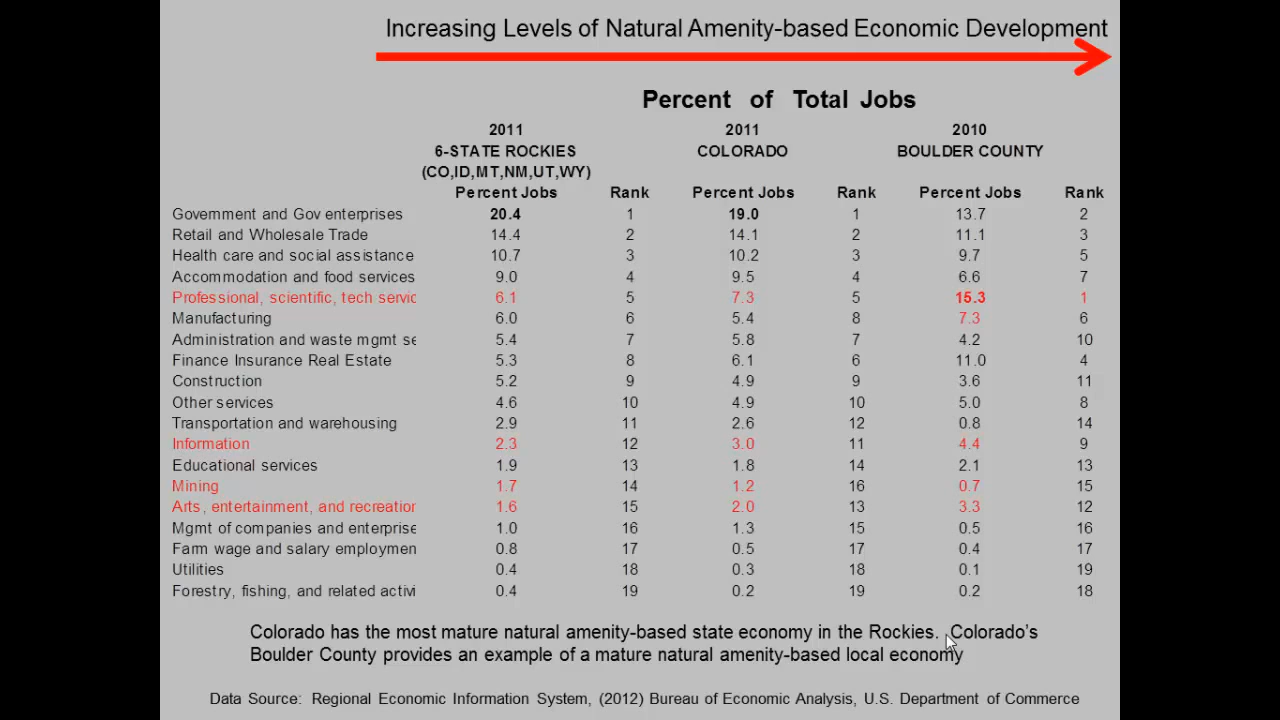 Increasing Levels of Natural Amenity-based Economic Development
Percent of Total Jobs
2011 2011 2010
6-STATE ROCKIES COLORADO BOULDER COUNTY
(CO,ID,MT,NM,UT,WY)
Percent Jobs Rank Percent Jobs Rank Percent Jobs Rank
Government and Gov enterprises 20.4 1 19.0 1 13.7 2
Retail and Wholesale Trade 14.4 2 14.1 2 11.1 3
Health care and social assistance 10.7 3 10.2 3 9.7 5
Accommodation and food services 9.0 4 9.5 4 6.6 7
Professional, scientific, tech servic 6.1 5 7.3 5 15.3 1
Manufacturing 6.0 6 5.4 8 7.3 6
Administration and waste mgmt se 5.4 7 5.8 7 4.2 10
Finance Insurance Real Estate 5.3 8 6.1 6 11.0 4
Construction 5.2 9 4.9 9 3.6 11
Other services 4.6 10 4.9 10 5.0 8
Transportation and warehousing 2.9 11 2.6 12 0.8 14
Information 2.3 12 3.0 11 4.4 9
Educational services 1.9 13 1.8 14 2.1 13
Mining 1.7 14 1.2 16 0.7 15
Arts, entertainment, and recreation 1.6 15 2.0 13 3.3 12
Mgmt of companies and enterprise 1.0 16 1.3 15 0.5 16
Farm wage and salary employmen 0.8 17 0.5 17 0.4 17
Utilities 0.4 18 0.3 18 0.1 19
Forestry, fishing, and related activi 0.4 19 0.2 19 0.2 18
Colorado has the most mature natural amenity-based state economy in the Rockies. Colorado's
Boulder County provides an example of a mature natural amenity-based local economy
Data Source: Regional Economic Information System, (2012) Bureau of Economic Analysis, U.S. Department of Commerce